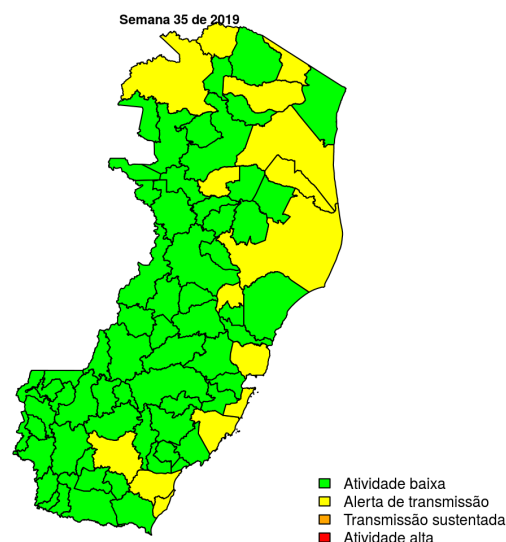 Semana 35 de 2019
Atividade baixa
Alerta de transmissão
Transmissão sustentada
Atividade alta